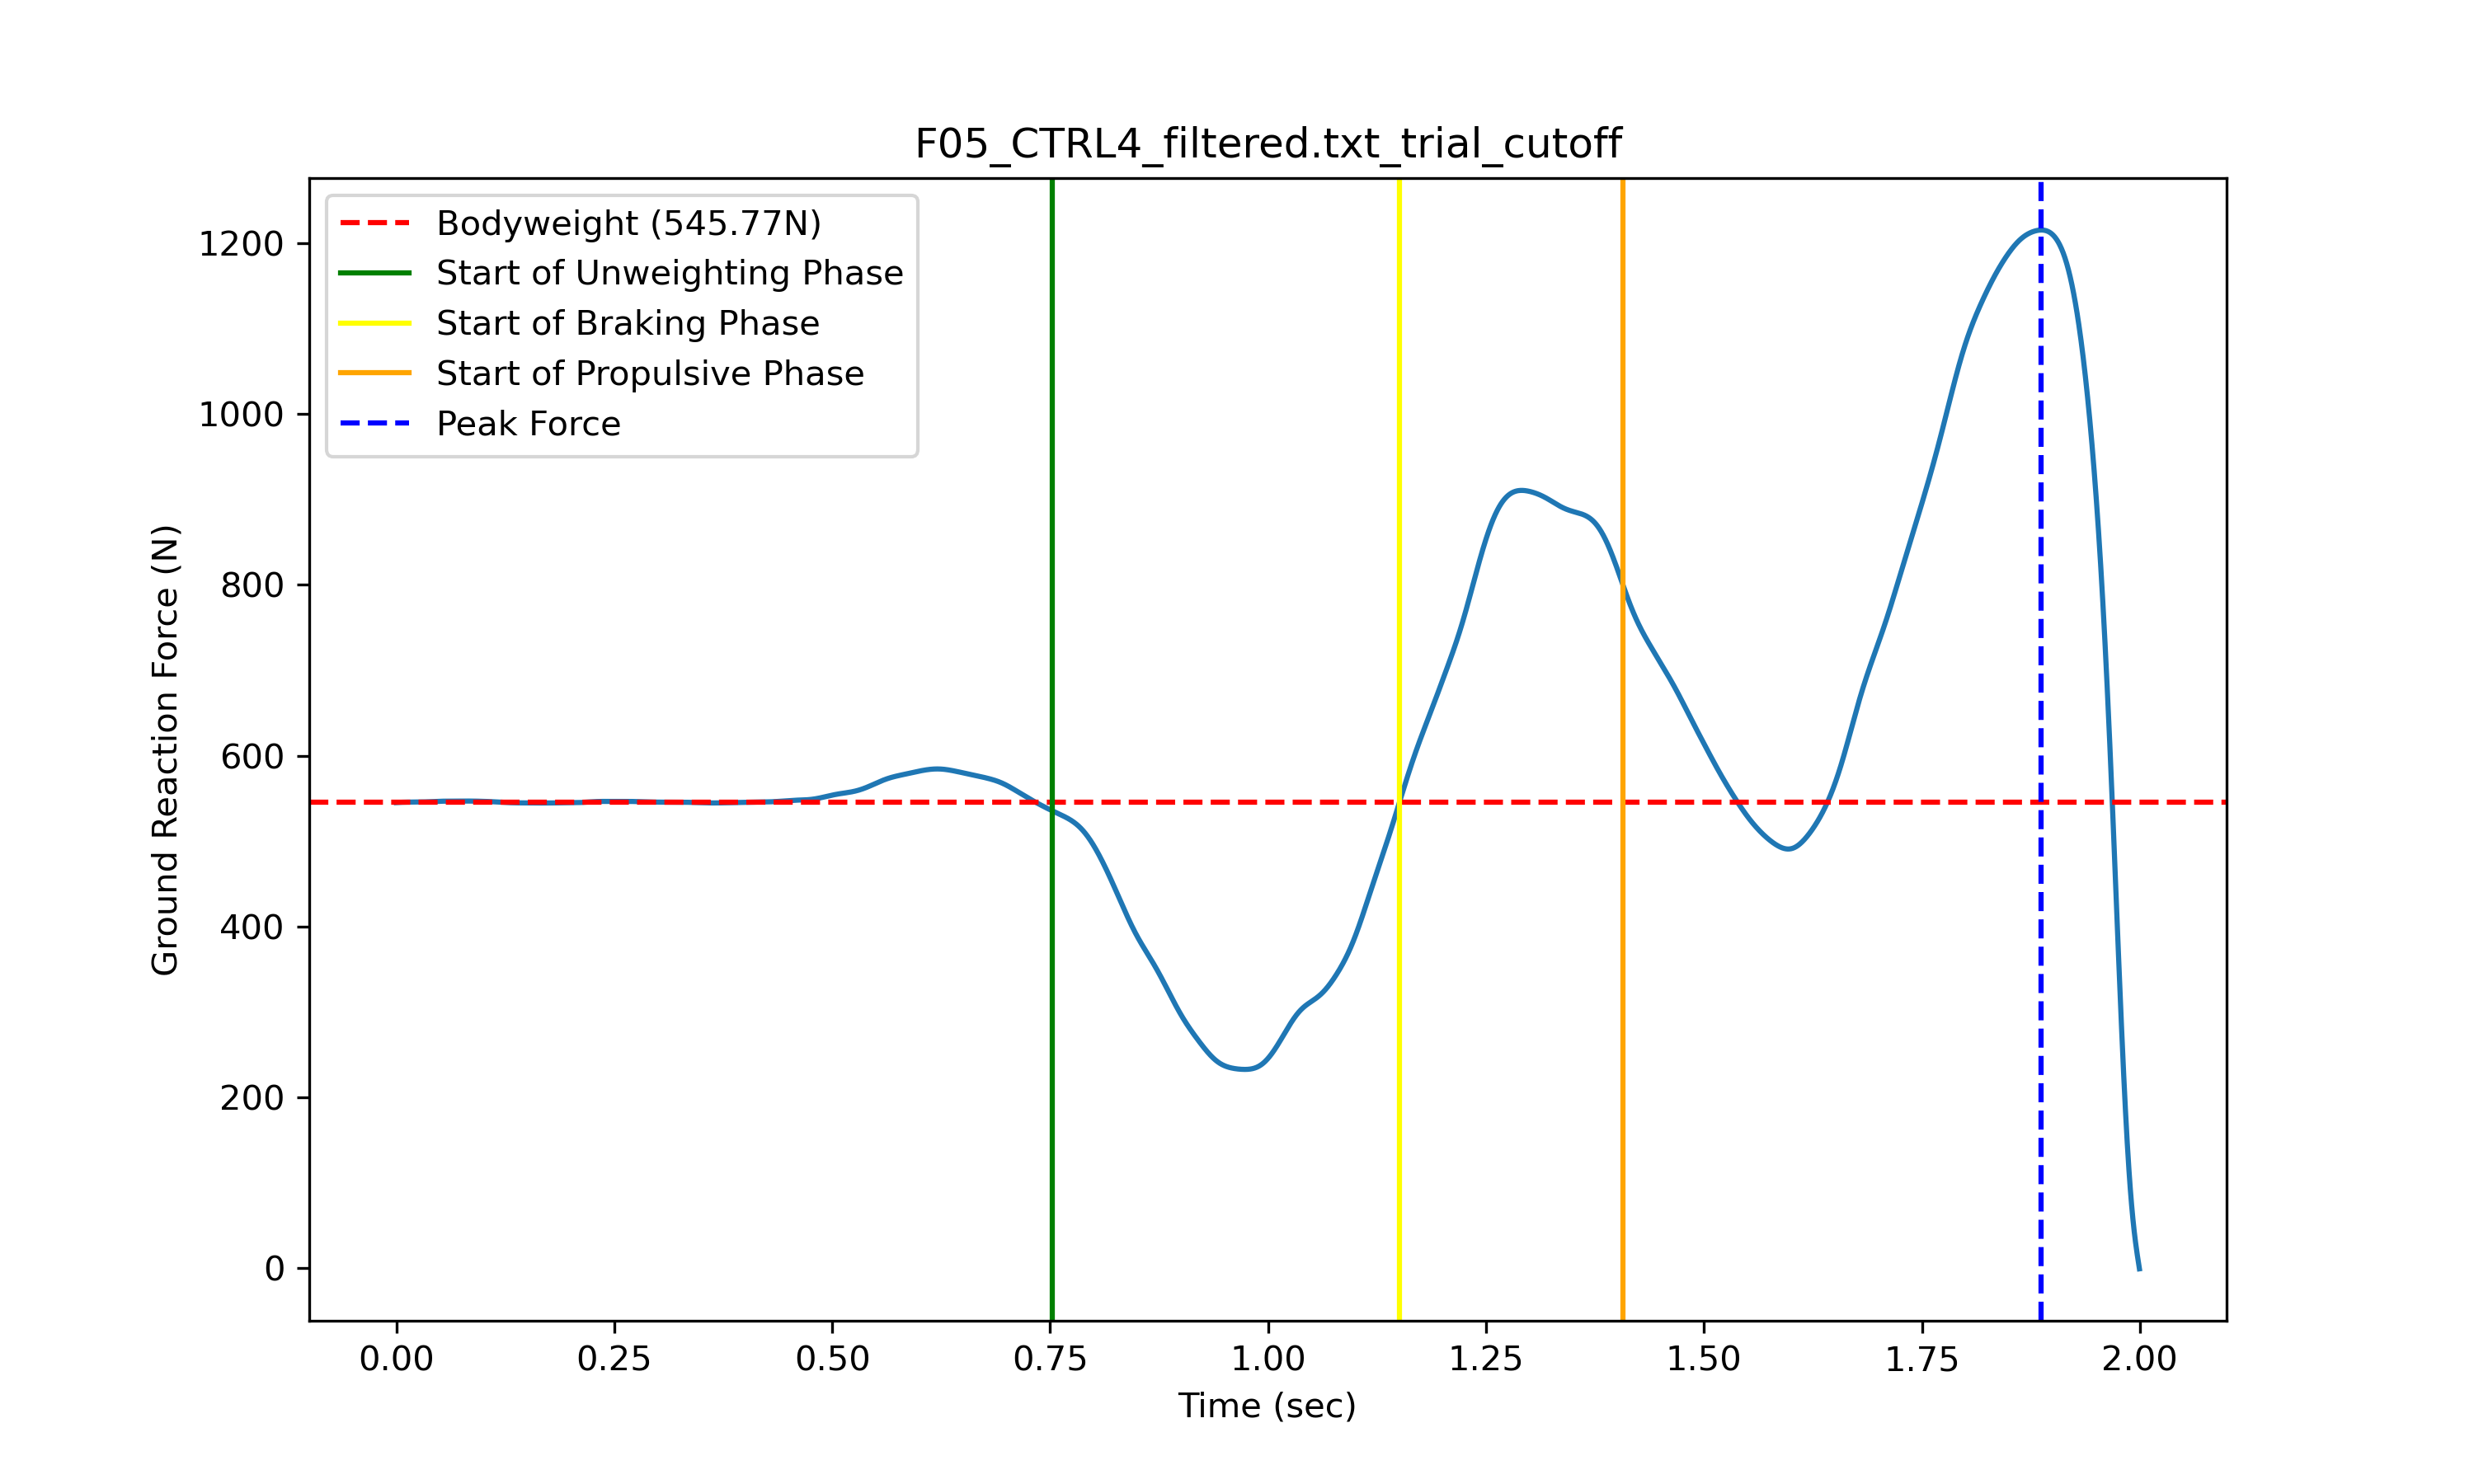 F05_CTRL4_filtered.txt_trial_cutoff
Bodyweight (545.77N)
Start of Unweighting Phase
Start of Braking Phase
Start of Propulsive Phase
Peak Force
Ground Reaction Force (N)
1200
1000
800
600
400
200
0
0.00 0.25 0.50 0.75 1.00 1.25 1.50 1.75 2.00
Time (sec)